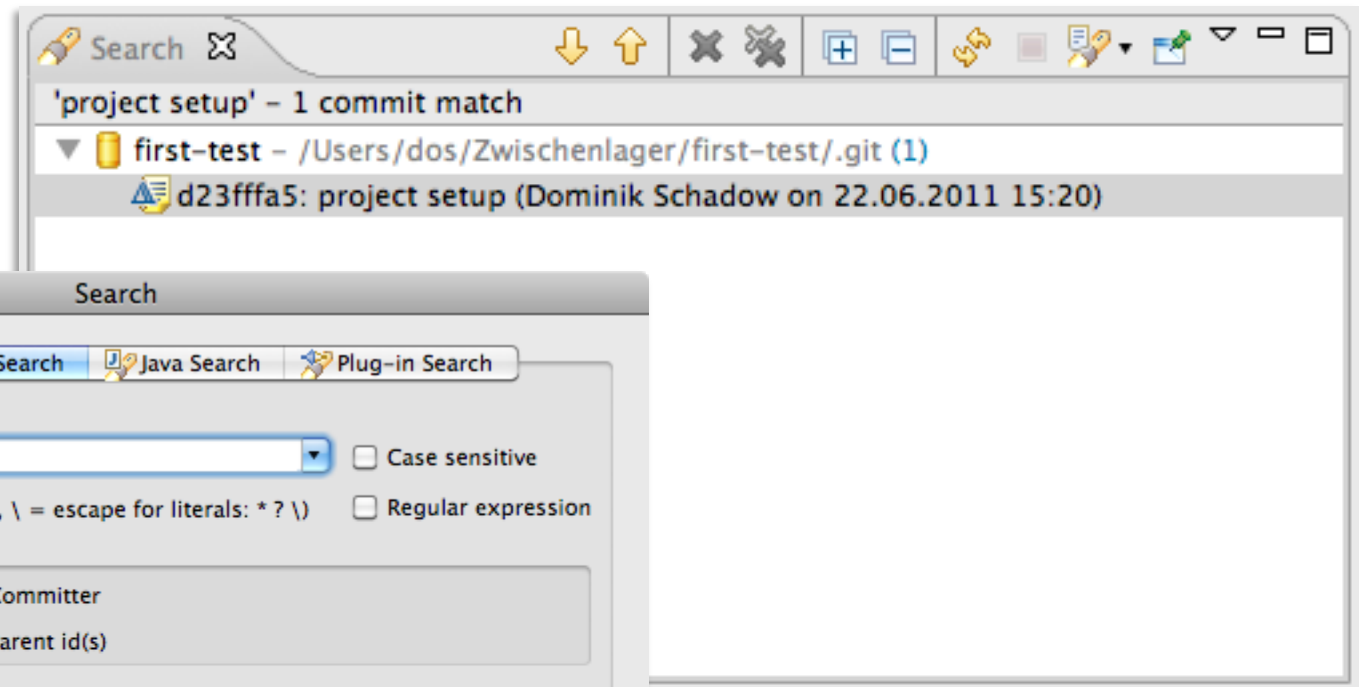 Search
'project setup' – 1 commit match
first-test – /Users/dos/Zwischenlager/first-test/.git (1)
d23fffa5: project setup (Dominik Schadow on 22.06.2011 15:20)
Search
Search Java Search Plug-in Search
Case sensitive
\ = escape for literals: * ? \) Regular expression
Committer
arent id(s)